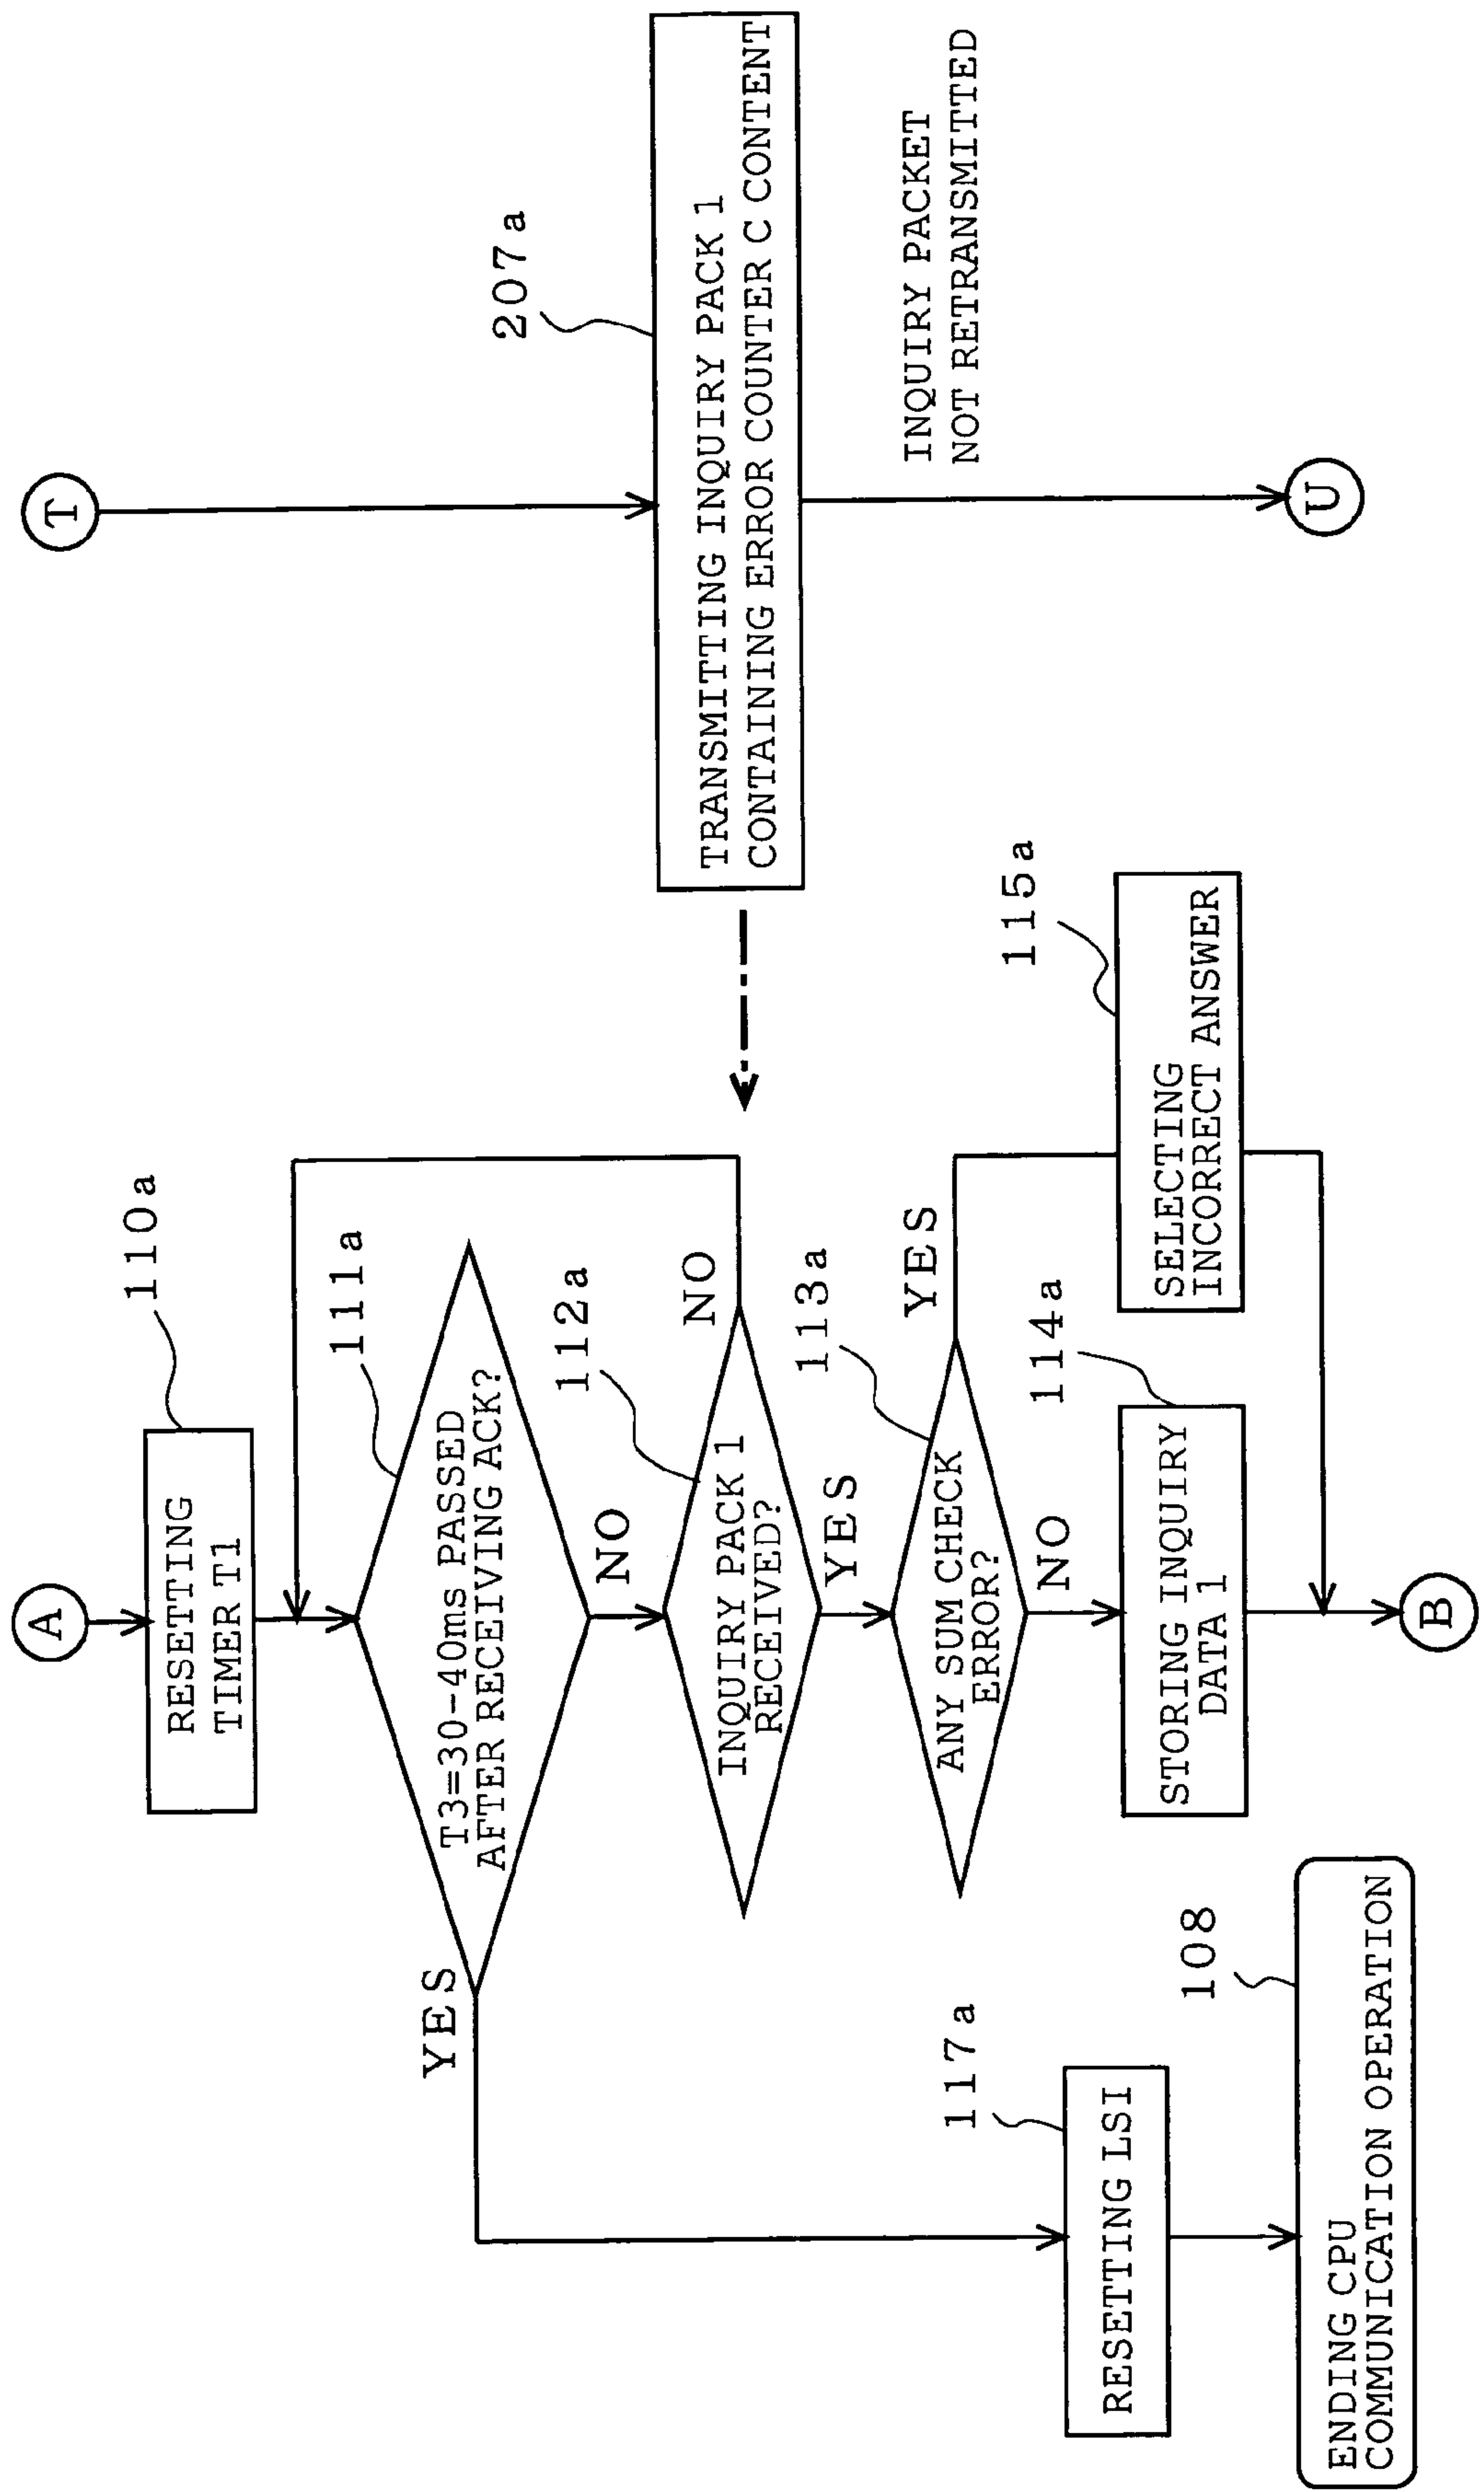 A
110a
RESETTING
TIMER T1
111a
T3=30-40ms PASSED
AFTER RECEIVING ACK?
YES
NO
112a
INQUIRY PACK 1
RECEIVED?
NO
YES
113a
ANY SUM CHECK
ERROR?
YES
NO
114a
STORING INQUIRY
DATA 1
115a
SELECTING
INCORRECT ANSWER
B
117a
RESETTING LSI
108
ENDING CPU
COMMUNICATION OPERATION
T
207a
TRANSMITTING INQUIRY PACK 1
CONTAINING ERROR COUNTER C CONTENT
INQUIRY PACKET
NOT RETRANSMITTED
U